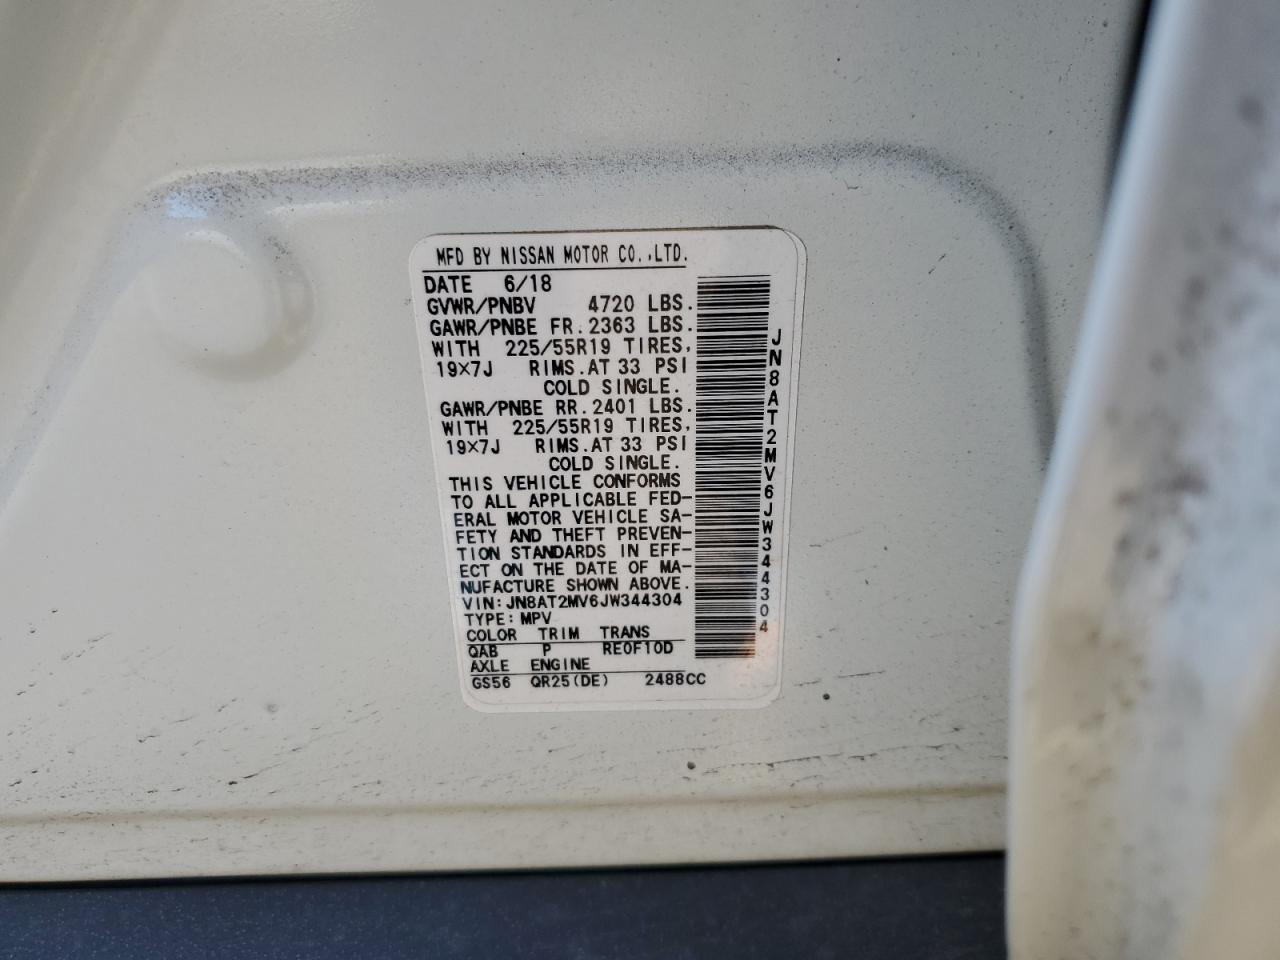 MFD BY NISSAN MOTOR CO.,LTD.
DATE 6/18
GVWR/PNBV 4720 LBS.
GAWR/PNBE FR. 2363 LBS.
WITH 225/55R19 TIRES,
19×7J RIMS.AT 33 PSI
COLD SINGLE.
GAWR/PNBE RR. 2401 LBS.
WITH 225/55R19 TIRES,
19×7J RIMS.AT 33 PSI
COLD SINGLE.
THIS VEHICLE CONFORMS
TO ALL APPLICABLE FED-
ERAL MOTOR VEHICLE SA-
FETY AND THEFT PREVEN-
TION STANDARDS IN EFF-
ECT ON THE DATE OF MA-
NUFACTURE SHOWN ABOVE.
VIN: JN8AT2MV6JW344304
TYPE: MPV
COLOR TRIM TRANS
QAB P RE0F10D
AXLE ENGINE
GS56 QR25(DE) 2488CC
JN8AT2MV6JW344304